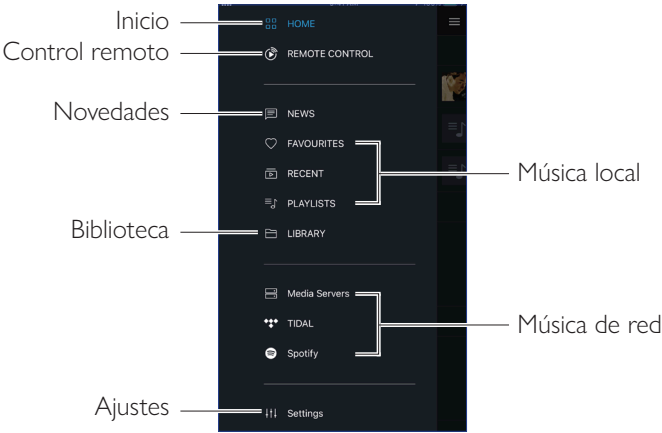 Inicio
HOME
Control remoto
REMOTE CONTROL
Novedades
NEWS
FAVOURITES
RECENT
Música local
PLAYLISTS
Biblioteca
LIBRARY
Media Servers
TIDAL
Música de red
Spotify
Ajustes
Settings